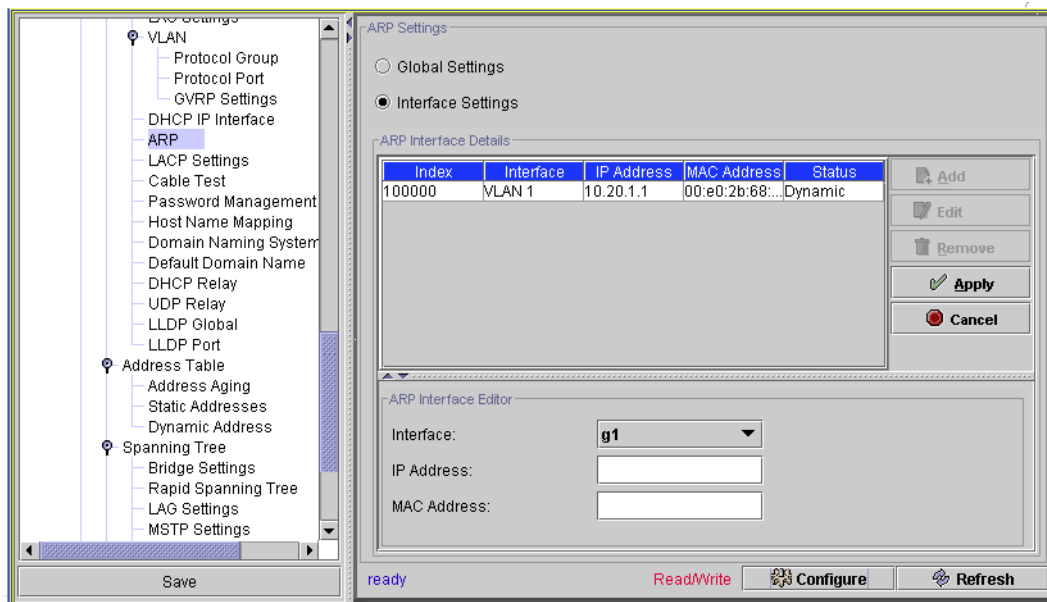 LAG Settings
VLAN
Protocol Group
Protocol Port
GVRP Settings
DHCP IP Interface
ARP
LACP Settings
Cable Test
Password Management
Host Name Mapping
Domain Naming System
Default Domain Name
DHCP Relay
UDP Relay
LLDP Global
LLDP Port
Address Table
Address Aging
Static Addresses
Dynamic Address
Spanning Tree
Bridge Settings
Rapid Spanning Tree
LAG Settings
MSTP Settings
Save
ARP Settings
Global Settings
Interface Settings
ARP Interface Details
Index Interface IP Address MAC Address Status
100000 VLAN 1 10.20.1.1 00:e0:2b:68:... Dynamic
Add
Edit
Remove
Apply
Cancel
ARP Interface Editor
Interface: g1
IP Address:
MAC Address:
ready Read/Write Configure Refresh